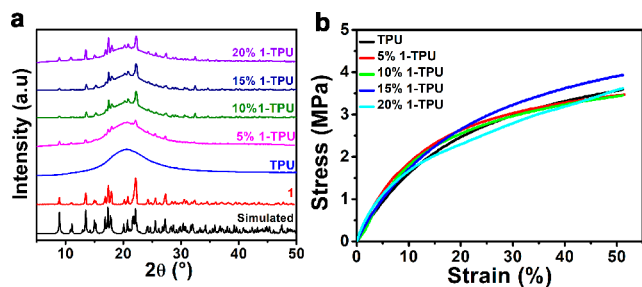 a
Intensity (a.u)
20% 1-TPU
15% 1-TPU
10%1-TPU
5% 1-TPU
TPU
1
Simulated
10 20 30 40 50
2θ (°)
b
Stress (MPa)
5
4
3
2
1
0
TPU
5% 1-TPU
10% 1-TPU
15% 1-TPU
20% 1-TPU
0 10 20 30 40 50 60
Strain (%)